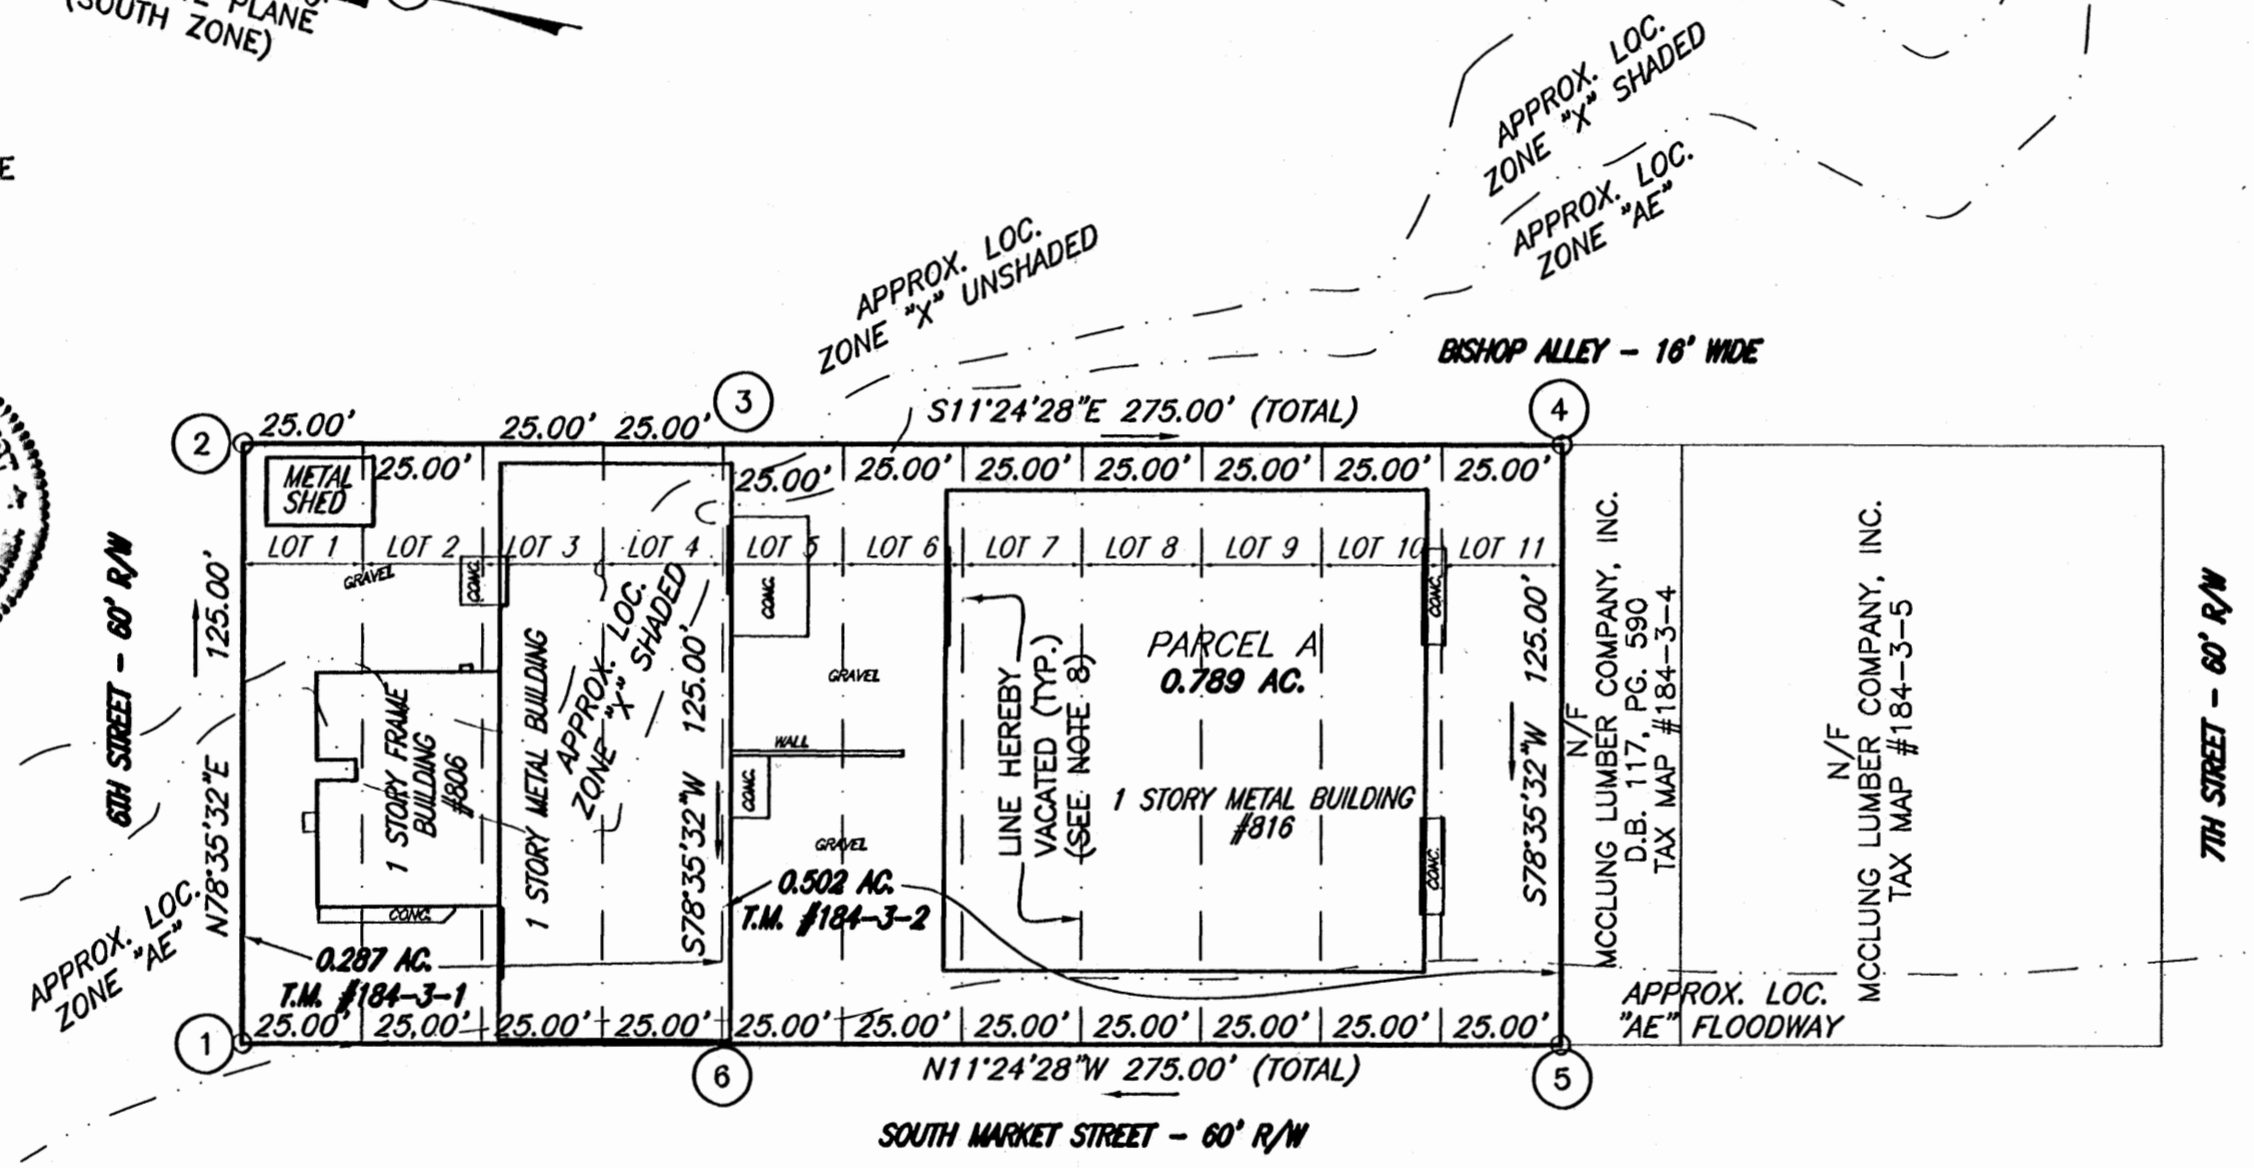 PLANE
(SOUTH ZONE)
E
APPROX. LOC.
ZONE "X" SHADED
APPROX. LOC.
ZONE "AE"
APPROX. LOC.
ZONE "X" UNSHADED
BISHOP ALLEY - 16' WIDE
3
4
2
S11°24'28"E 275.00' (TOTAL)
25.00'
25.00'
25.00'
25.00'
25.00'
25.00'
25.00'
25.00'
25.00'
25.00'
25.00'
METAL
SHED
LOT 1
LOT 2
LOT 3
LOT 4
LOT 5
LOT 6
LOT 7
LOT 8
LOT 9
LOT 10
LOT 11
GRAVEL
CONC.
CONC.
CONC.
6TH STREET - 60' R/W
N78°35'32"E 125.00'
1 STORY FRAME
BUILDING
#806
CONC.
1 STORY METAL BUILDING
APPROX. LOC.
ZONE "X" SHADED
S78°35'32"W 125.00'
GRAVEL
WALL
CONC.
GRAVEL
LINE HEREBY
VACATED (TYP.)
(SEE NOTE 8)
PARCEL A
0.789 AC.
1 STORY METAL BUILDING
#816
CONC.
S78°35'32"W 125.00'
N/F
MCCLUNG LUMBER COMPANY, INC.
D.B. 117, PG. 590
TAX MAP #184-3-4
N/F
MCCLUNG LUMBER COMPANY, INC.
TAX MAP #184-3-5
7TH STREET - 60' R/W
APPROX. LOC.
ZONE "AE"
0.287 AC.
T.M. #184-3-1
0.502 AC.
T.M. #184-3-2
APPROX. LOC.
"AE" FLOODWAY
25.00'
25.00'
25.00'
25.00'
25.00'
25.00'
25.00'
25.00'
25.00'
25.00'
25.00'
1
6
5
N11°24'28"W 275.00' (TOTAL)
SOUTH MARKET STREET - 60' R/W